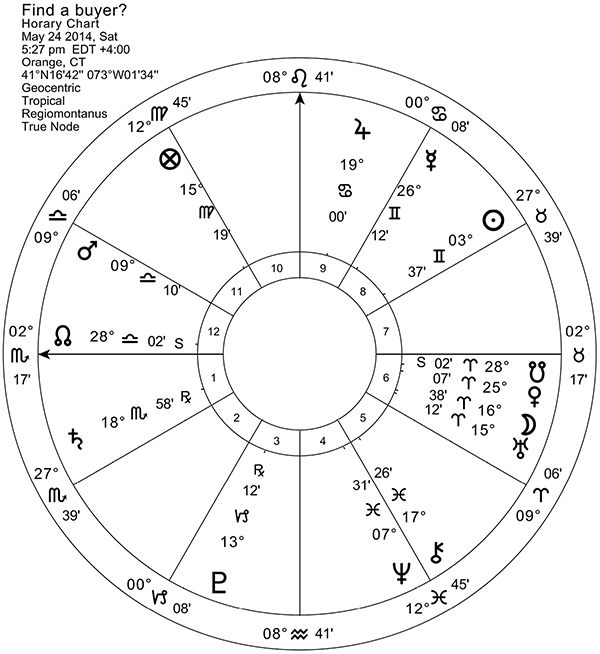 Find a buyer?
Horary Chart
May 24 2014, Sat
5:27 pm EDT +4:00
Orange, CT
41°N16'42" 073°W01'34"
Geocentric
Tropical
Regiomontanus
True Node
08° ♌ 41'
00° ♋ 08'
27° ♉ 39'
02° ♉ 17'
09° ♈ 06'
12° ♓ 45'
08° ♒ 41'
00° ♑ 08'
27° ♏ 39'
02° ♏ 17'
09° ♎ 06'
12° ♍ 45'
♃ 19° ♋ 00'
☿ 26° ♊ 12'
☉ 03° ♊ 37'
⊗ 15° ♍ 19'
♂ 09° ♎ 10'
☊ 28° ♎ 02' S
♄ 18° ♏ 58' ℞
♇ 13° ♑ 12' ℞
♆ 07° ♓ 31'
⚷ 17° ♓ 26'
S 02' ♈ 28° ☋
07' ♈ 25° ♀
38' ♈ 16° ☽
12' ♈ 15° ♅
1
2
3
4
5
6
7
8
9
10
11
12